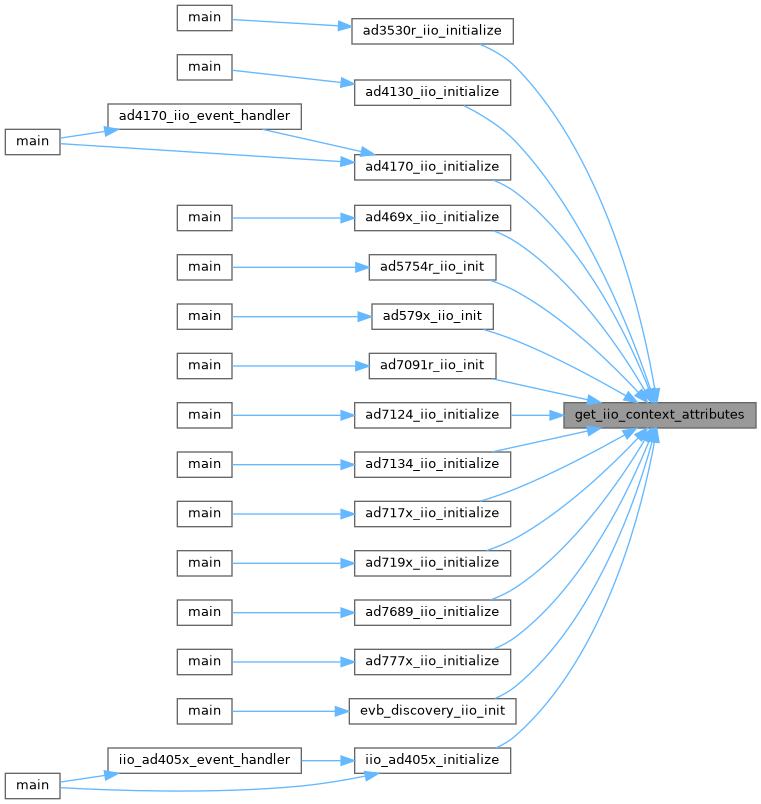 main
ad3530r_iio_initialize
main
ad4130_iio_initialize
ad4170_iio_event_handler
main
ad4170_iio_initialize
main
ad469x_iio_initialize
main
ad5754r_iio_init
main
ad579x_iio_init
main
ad7091r_iio_init
main
ad7124_iio_initialize
get_iio_context_attributes
main
ad7134_iio_initialize
main
ad717x_iio_initialize
main
ad719x_iio_initialize
main
ad7689_iio_initialize
main
ad777x_iio_initialize
main
evb_discovery_iio_init
iio_ad405x_event_handler
iio_ad405x_initialize
main